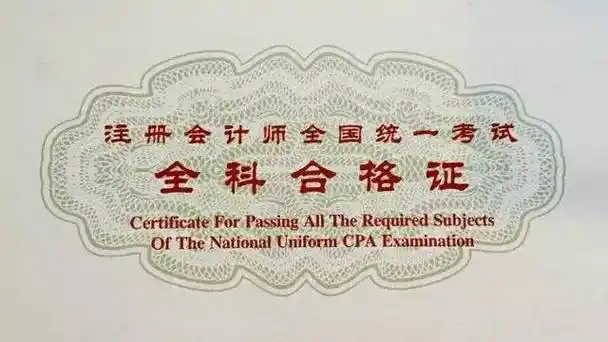 注册会计师全国统一考试
全科合格证
Certificate For Passing All The Required Subjects
Of The National Uniform CPA Examination